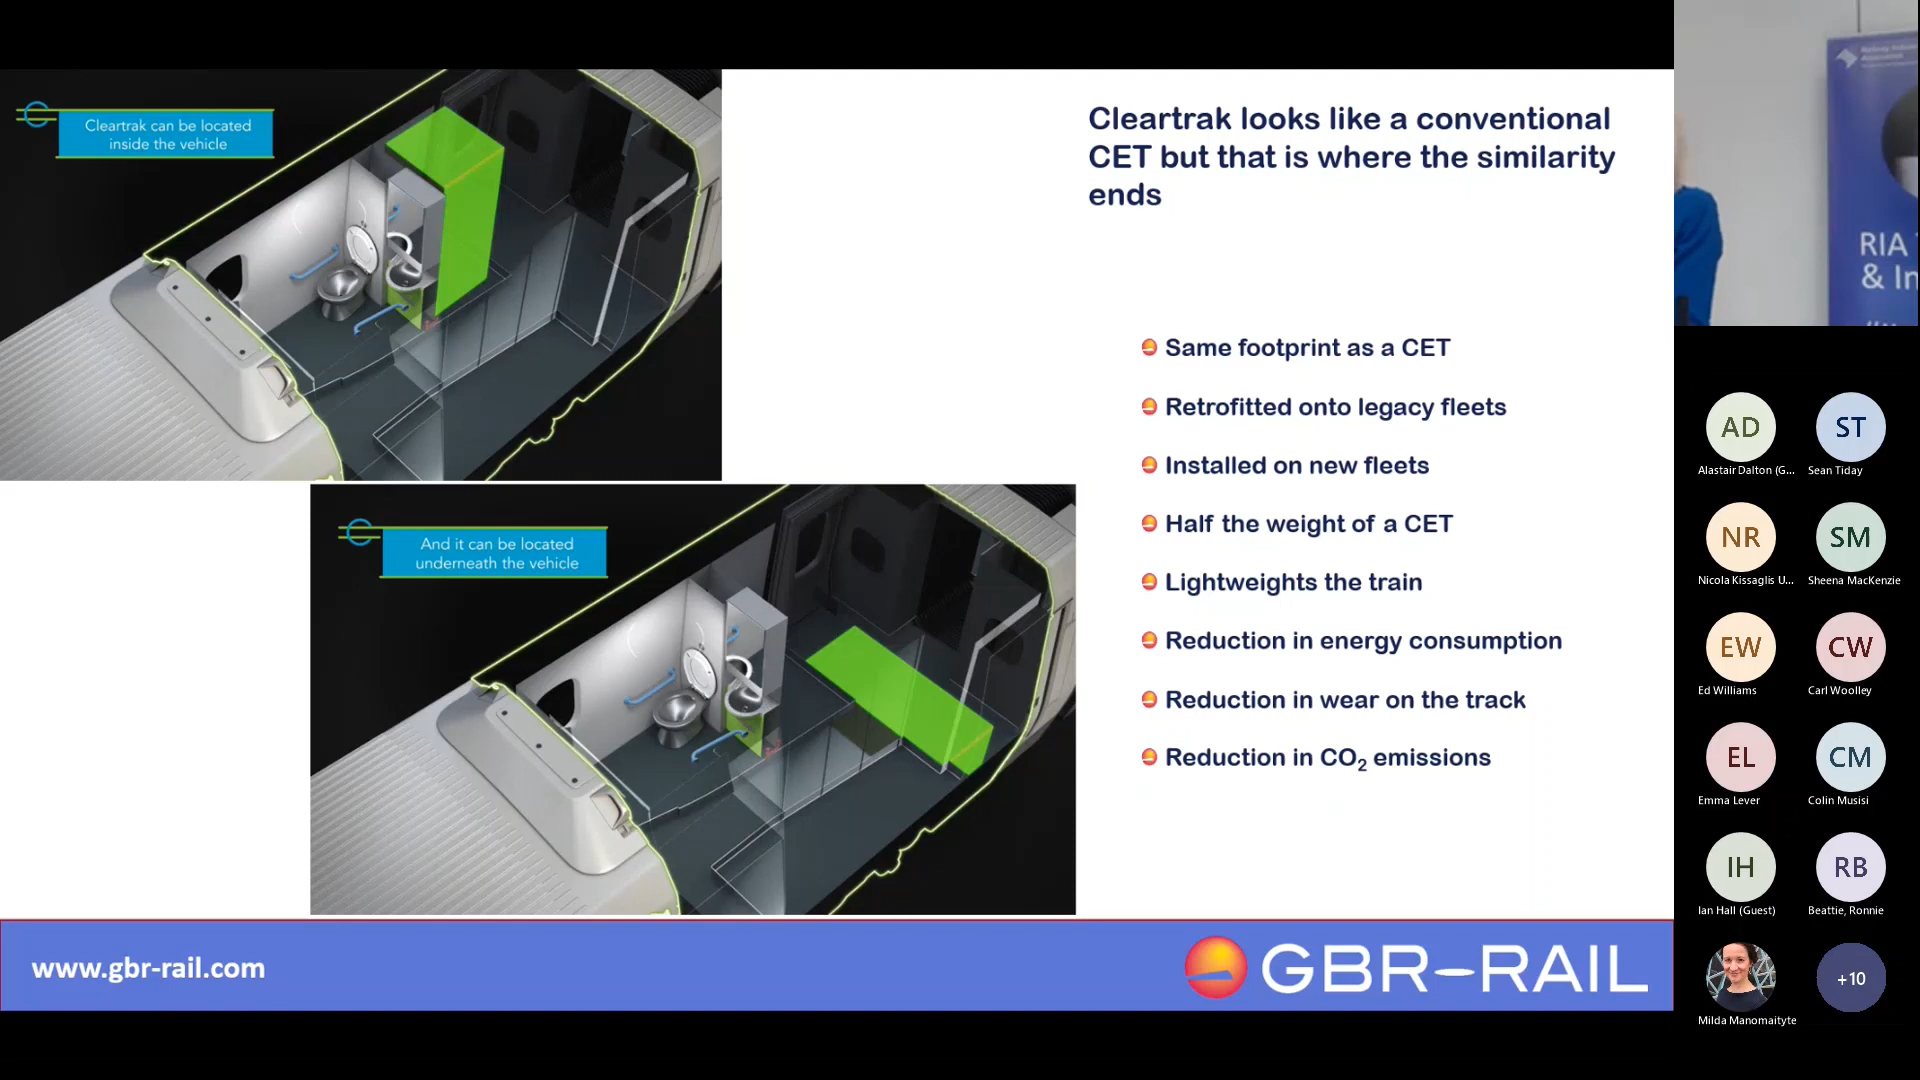 Cleartrak can be located
inside the vehicle
And it can be located
underneath the vehicle
Cleartrak looks like a conventional
CET but that is where the similarity
ends
Same footprint as a CET
Retrofitted onto legacy fleets
Installed on new fleets
Half the weight of a CET
Lightweights the train
Reduction in energy consumption
Reduction in wear on the track
Reduction in CO₂ emissions
www.gbr-rail.com
GBR-RAIL
RIA
& In
AD
Alastair Dalton (G...
ST
Sean Tiday
NR
Nicola Kissaglis U...
SM
Sheena MacKenzie
EW
Ed Williams
CW
Carl Woolley
EL
Emma Lever
CM
Colin Musisi
IH
Ian Hall (Guest)
RB
Beattie, Ronnie
Milda Manomaityte
+10